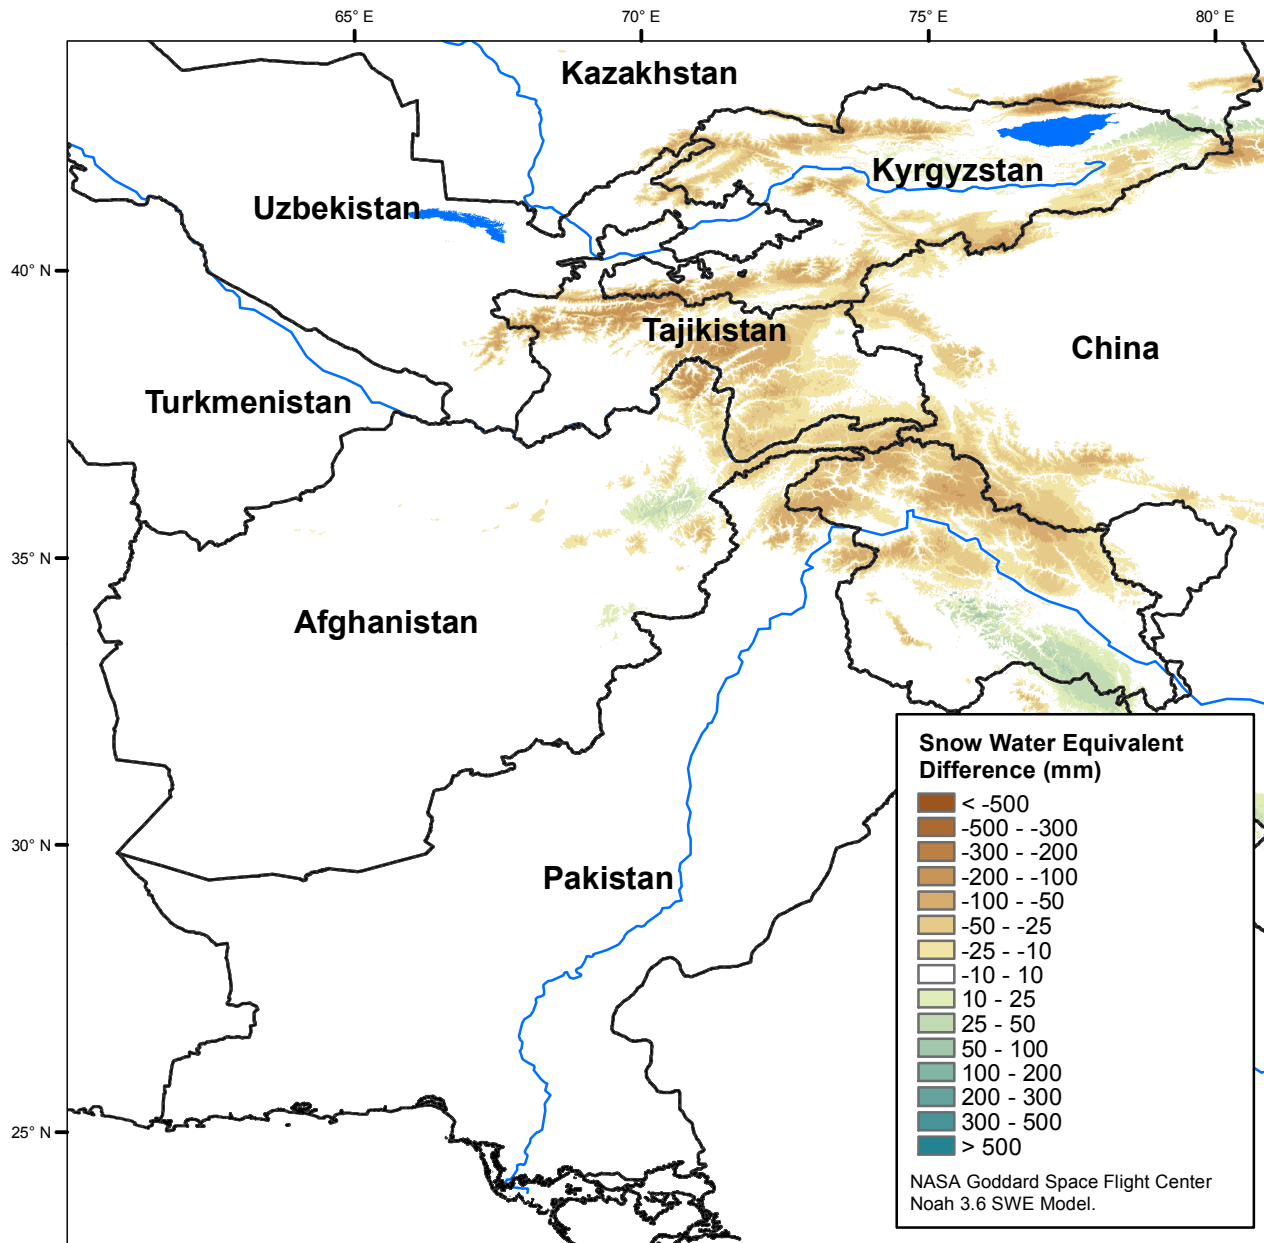 65° E
70° E
75° E
80° E
Kazakhstan
Kyrgyzstan
Uzbekistan
40° N
Tajikistan
China
Turkmenistan
35° N
Afghanistan
30° N
Pakistan
25° N
Snow Water Equivalent
Difference (mm)
< -500
-500 - -300
-300 - -200
-200 - -100
-100 - -50
-50 - -25
-25 - -10
-10 - 10
10 - 25
25 - 50
50 - 100
100 - 200
200 - 300
300 - 500
> 500
NASA Goddard Space Flight Center
Noah 3.6 SWE Model.